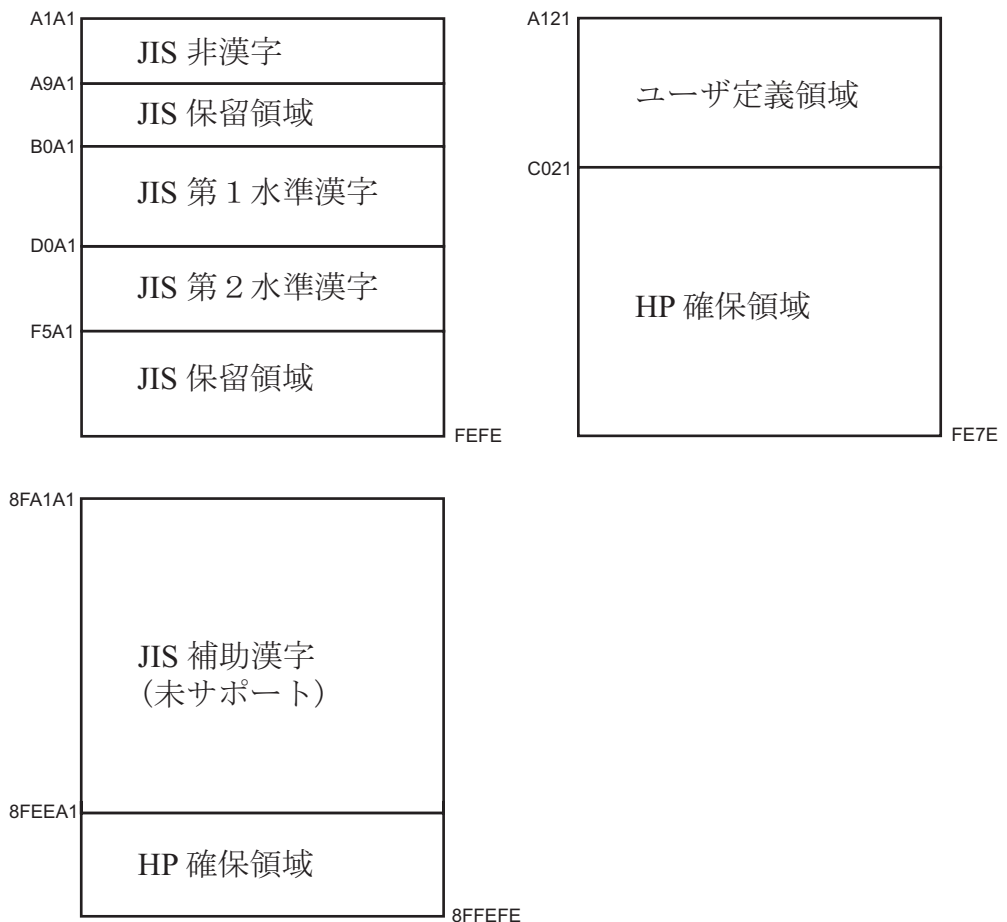 A1A1
JIS 非漢字
A9A1
JIS 保留領域
B0A1
JIS 第１水準漢字
D0A1
JIS 第２水準漢字
F5A1
JIS 保留領域
FEFE
A121
ユーザ定義領域
C021
HP 確保領域
FE7E
8FA1A1
JIS 補助漢字
（未サポート）
8FEEA1
HP 確保領域
8FFEFE